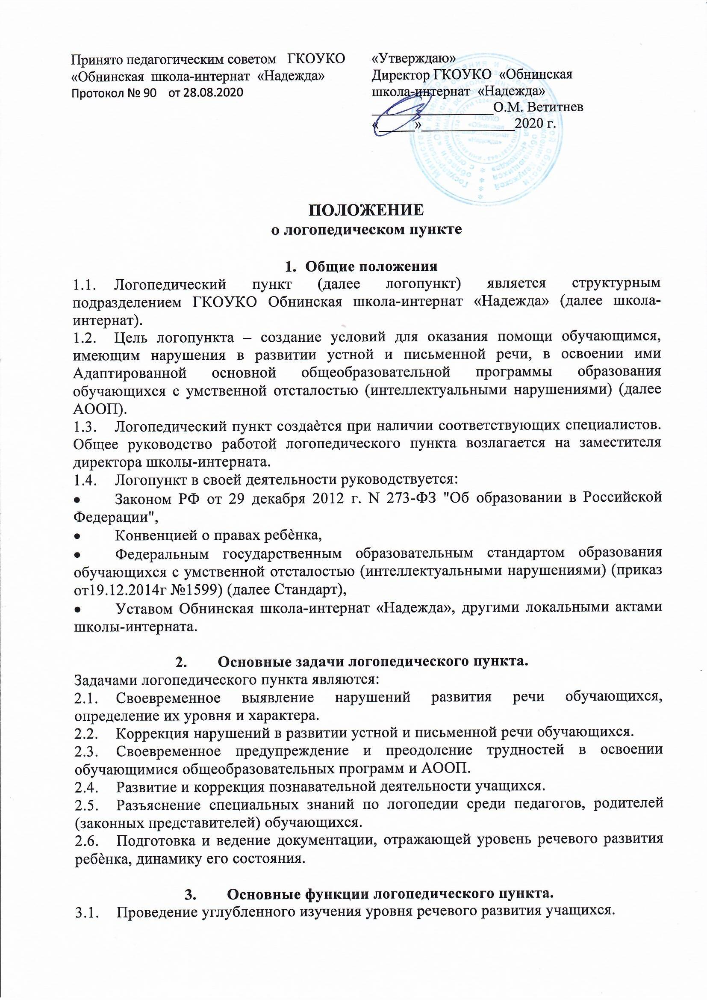 Принято педагогическим советом ГКОУКО
«Обнинская школа-интернат «Надежда»
Протокол № 90 от 28.08.2020
«Утверждаю»
Директор ГКОУКО «Обнинская
школа-интернат «Надежда»
_________________О.М. Ветитнев
«_____»_____________2020 г.
ГКОУКО
«Обнинская
школа-интернат
«Надежда»
ПОЛОЖЕНИЕ
о логопедическом пункте
1. Общие положения
1.1. Логопедический пункт (далее логопункт) является структурным
подразделением ГКОУКО Обнинская школа-интернат «Надежда» (далее школа-
интернат).
1.2. Цель логопункта – создание условий для оказания помощи обучающимся,
имеющим нарушения в развитии устной и письменной речи, в освоении ими
Адаптированной основной общеобразовательной программы образования
обучающихся с умственной отсталостью (интеллектуальными нарушениями) (далее
АООП).
1.3. Логопедический пункт создаѐтся при наличии соответствующих специалистов.
Общее руководство работой логопедического пункта возлагается на заместителя
директора школы-интерната.
1.4. Логопункт в своей деятельности руководствуется:
• Законом РФ от 29 декабря 2012 г. N 273-ФЗ "Об образовании в Российской
Федерации",
• Конвенцией о правах ребѐнка,
• Федеральным государственным образовательным стандартом образования
обучающихся с умственной отсталостью (интеллектуальными нарушениями) (приказ
от19.12.2014г №1599) (далее Стандарт),
• Уставом Обнинская школа-интернат «Надежда», другими локальными актами
школы-интерната.
2. Основные задачи логопедического пункта.
Задачами логопедического пункта являются:
2.1. Своевременное выявление нарушений развития речи обучающихся,
определение их уровня и характера.
2.2. Коррекция нарушений в развитии устной и письменной речи обучающихся.
2.3. Своевременное предупреждение и преодоление трудностей в освоении
обучающимися общеобразовательных программ и АООП.
2.4. Развитие и коррекция познавательной деятельности учащихся.
2.5. Разъяснение специальных знаний по логопедии среди педагогов, родителей
(законных представителей) обучающихся.
2.6. Подготовка и ведение документации, отражающей уровень речевого развития
ребѐнка, динамику его состояния.
3. Основные функции логопедического пункта.
3.1. Проведение углубленного изучения уровня речевого развития учащихся.